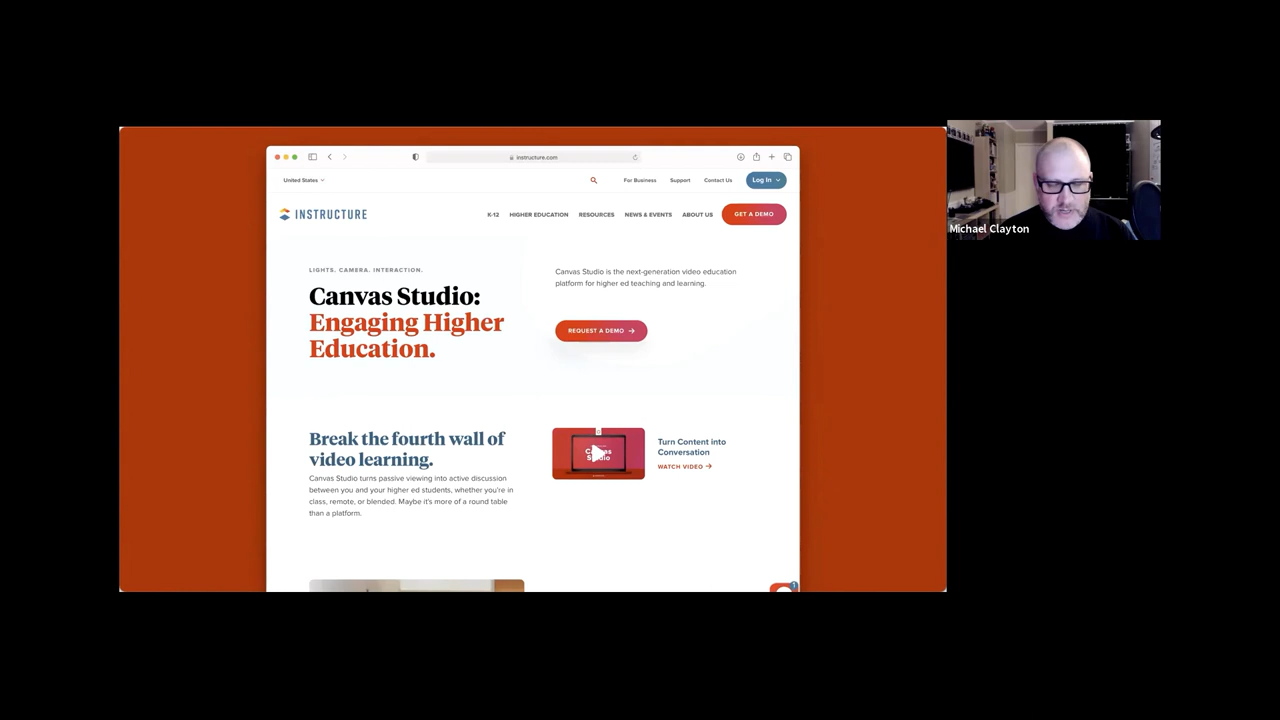 instructure.com
United States
For Business
Support
Contact Us
Log In
INSTRUCTURE
K-12
HIGHER EDUCATION
RESOURCES
NEWS & EVENTS
ABOUT US
GET A DEMO
LIGHTS. CAMERA. INTERACTION.
Canvas Studio:
Engaging Higher
Education.
Canvas Studio is the next-generation video education
platform for higher ed teaching and learning.
REQUEST A DEMO
Break the fourth wall of
video learning.
Canvas Studio turns passive viewing into active discussion
between you and your higher ed students, whether you're in
class, remote, or blended. Maybe it's more of a round table
than a platform.
Canvas
Studio
Turn Content into
Conversation
WATCH VIDEO
1
Michael Clayton